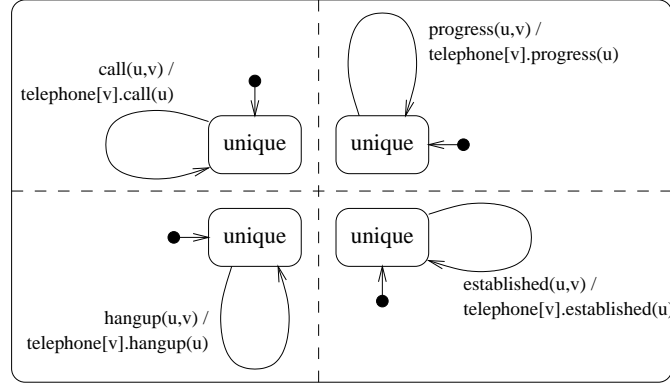 call(u,v) /
telephone[v].call(u)
unique
progress(u,v) /
telephone[v].progress(u)
unique
unique
hangup(u,v) /
telephone[v].hangup(u)
unique
established(u,v) /
telephone[v].established(u)